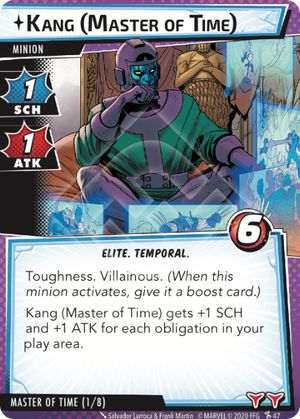 Kang (Master of Time)
MINION
1
SCH
1
ATK
6
ELITE. TEMPORAL.
Toughness. Villainous. (When this
minion activates, give it a boost card.)
Kang (Master of Time) gets +1 SCH
and +1 ATK for each obligation in your
play area.
MASTER OF TIME (1/8)
Salvador Larroca & Frank Martin © MARVEL © 2020 FFG 47